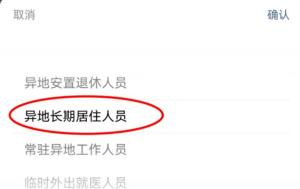 取消 确认
异地安置退休人员
异地长期居住人员
常驻异地工作人员
临时外出就医人员